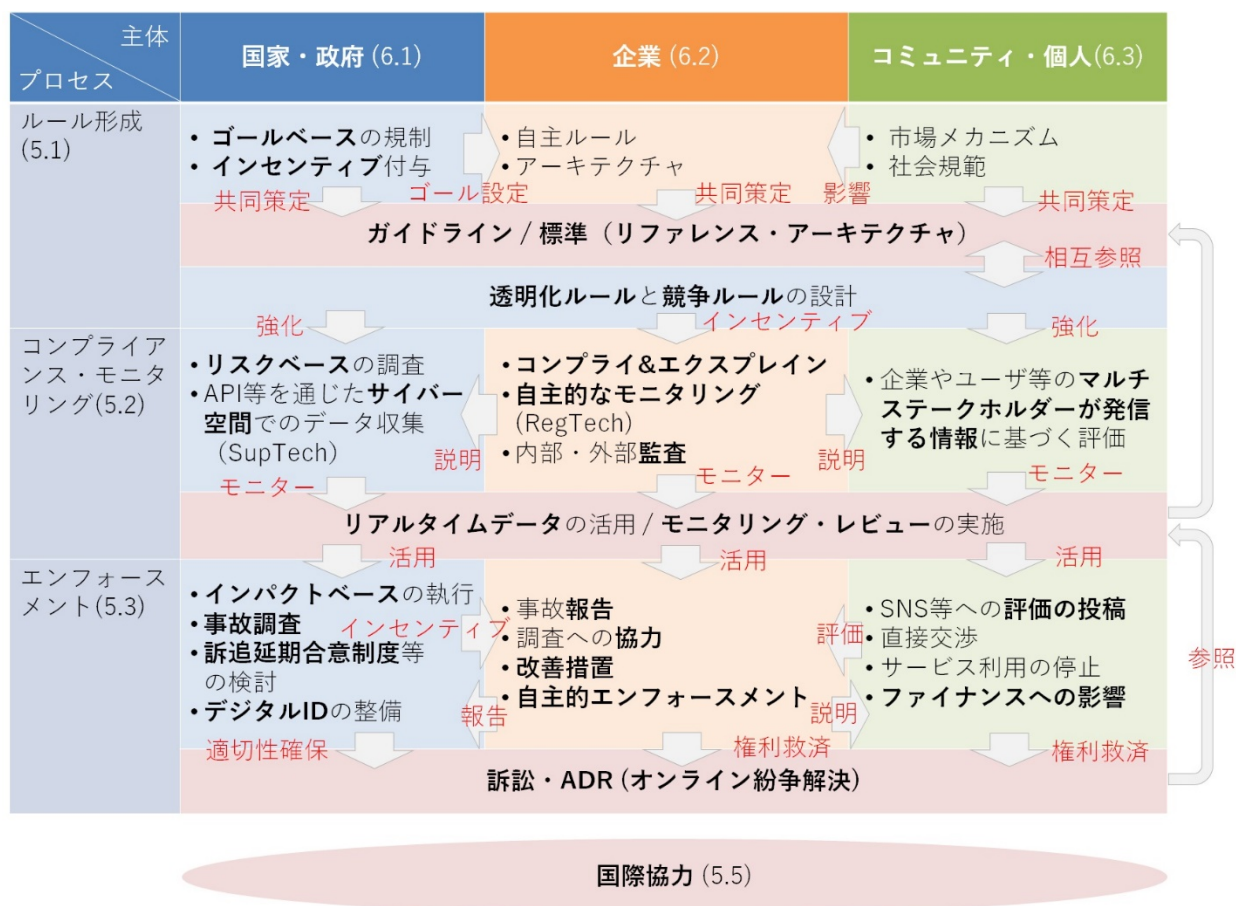 主体
プロセス
国家・政府 (6.1)
企業 (6.2)
コミュニティ・個人(6.3)
ルール形成
(5.1)
• ゴールベースの規制
• インセンティブ付与
• 自主ルール
• アーキテクチャ
• 市場メカニズム
• 社会規範
共同策定
ゴール設定
共同策定
影響
共同策定
ガイドライン / 標準（リファレンス・アーキテクチャ）
相互参照
透明化ルールと競争ルールの設計
強化
インセンティブ
強化
コンプライア
ンス・モニタ
リング(5.2)
• リスクベースの調査
• API等を通じたサイバー
空間でのデータ収集
（SupTech）
• コンプライ&エクスプレイン
• 自主的なモニタリング
(RegTech)
• 内部・外部監査
• 企業やユーザ等のマルチ
ステークホルダーが発信
する情報に基づく評価
説明
説明
モニター
モニター
モニター
リアルタイムデータの活用 / モニタリング・レビューの実施
活用
活用
活用
エンフォース
メント(5.3)
• インパクトベースの執行
• 事故調査
• 訴追延期合意制度等
の検討
• デジタルIDの整備
インセンティブ
• 事故報告
• 調査への協力
• 改善措置
• 自主的エンフォースメント
評価
• SNS等への評価の投稿
• 直接交渉
• サービス利用の停止
• ファイナンスへの影響
参照
報告
説明
適切性確保
権利救済
権利救済
訴訟・ADR (オンライン紛争解決)
国際協力 (5.5)